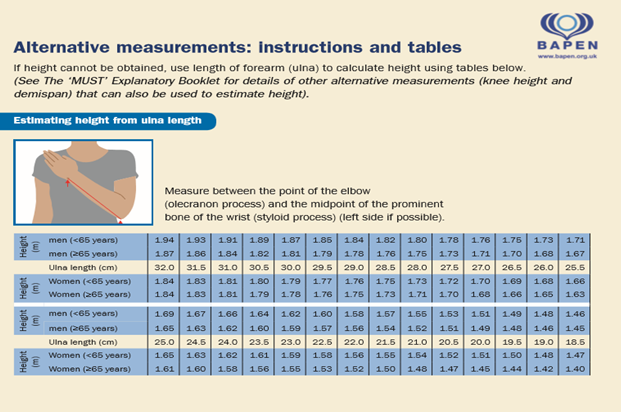 BAPEN
www.bapen.org.uk
Alternative measurements: instructions and tables
If height cannot be obtained, use length of forearm (ulna) to calculate height using tables below.
(See The ‘MUST’ Explanatory Booklet for details of other alternative measurements (knee height and
demispan) that can also be used to estimate height).
Estimating height from ulna length
Measure between the point of the elbow
(olecranon process) and the midpoint of the prominent
bone of the wrist (styloid process) (left side if possible).
Height (m)
men (<65 years) 1.94 1.93 1.91 1.89 1.87 1.85 1.84 1.82 1.80 1.78 1.76 1.75 1.73 1.71
men (≥65 years) 1.87 1.86 1.84 1.82 1.81 1.79 1.78 1.76 1.75 1.73 1.71 1.70 1.68 1.67
Ulna length (cm) 32.0 31.5 31.0 30.5 30.0 29.5 29.0 28.5 28.0 27.5 27.0 26.5 26.0 25.5
Height (m)
Women (<65 years) 1.84 1.83 1.81 1.80 1.79 1.77 1.76 1.75 1.73 1.72 1.70 1.69 1.68 1.66
Women (≥65 years) 1.84 1.83 1.81 1.79 1.78 1.76 1.75 1.73 1.71 1.70 1.68 1.66 1.65 1.63
Height (m)
men (<65 years) 1.69 1.67 1.66 1.64 1.62 1.60 1.58 1.57 1.55 1.53 1.51 1.49 1.48 1.46
men (≥65 years) 1.65 1.63 1.62 1.60 1.59 1.57 1.56 1.54 1.52 1.51 1.49 1.48 1.46 1.45
Ulna length (cm) 25.0 24.5 24.0 23.5 23.0 22.5 22.0 21.5 21.0 20.5 20.0 19.5 19.0 18.5
Height (m)
Women (<65 years) 1.65 1.63 1.62 1.61 1.59 1.58 1.56 1.55 1.54 1.52 1.51 1.50 1.48 1.47
Women (≥65 years) 1.61 1.60 1.58 1.56 1.55 1.53 1.52 1.50 1.48 1.47 1.45 1.44 1.42 1.40